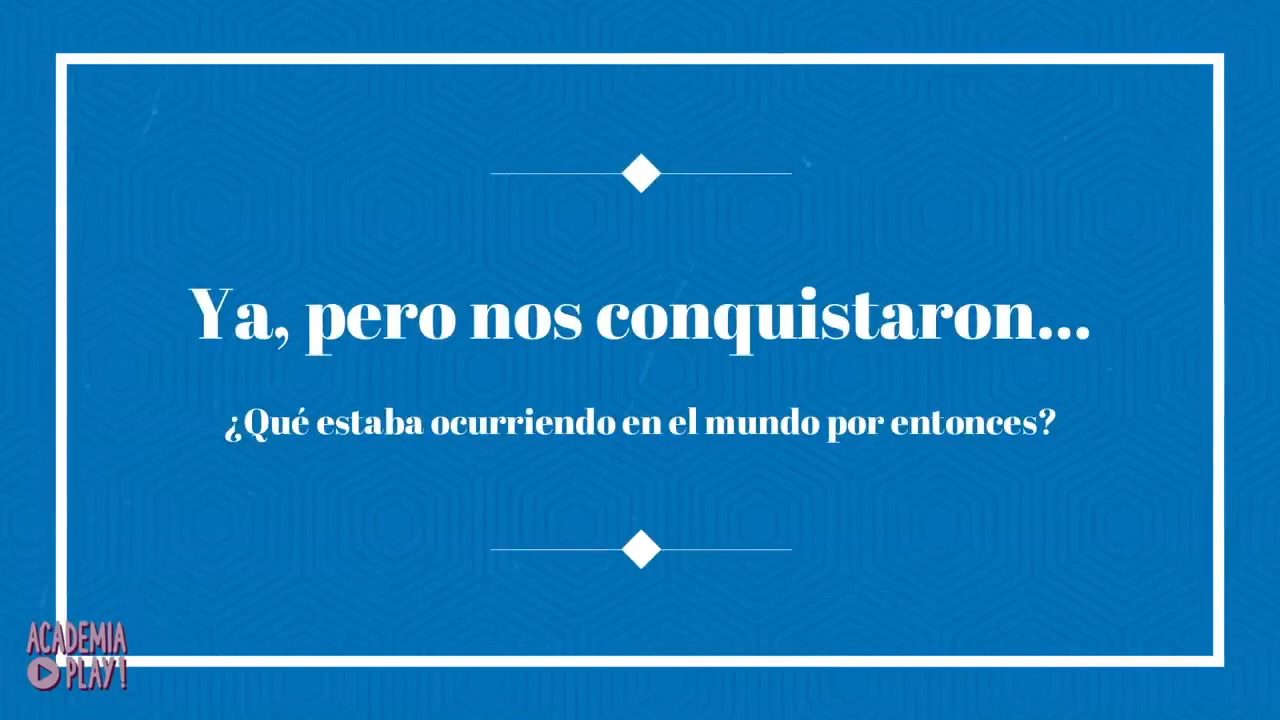 Ya, pero nos conquistaron...
¿Qué estaba ocurriendo en el mundo por entonces?
ACADEMIA
PLAY!